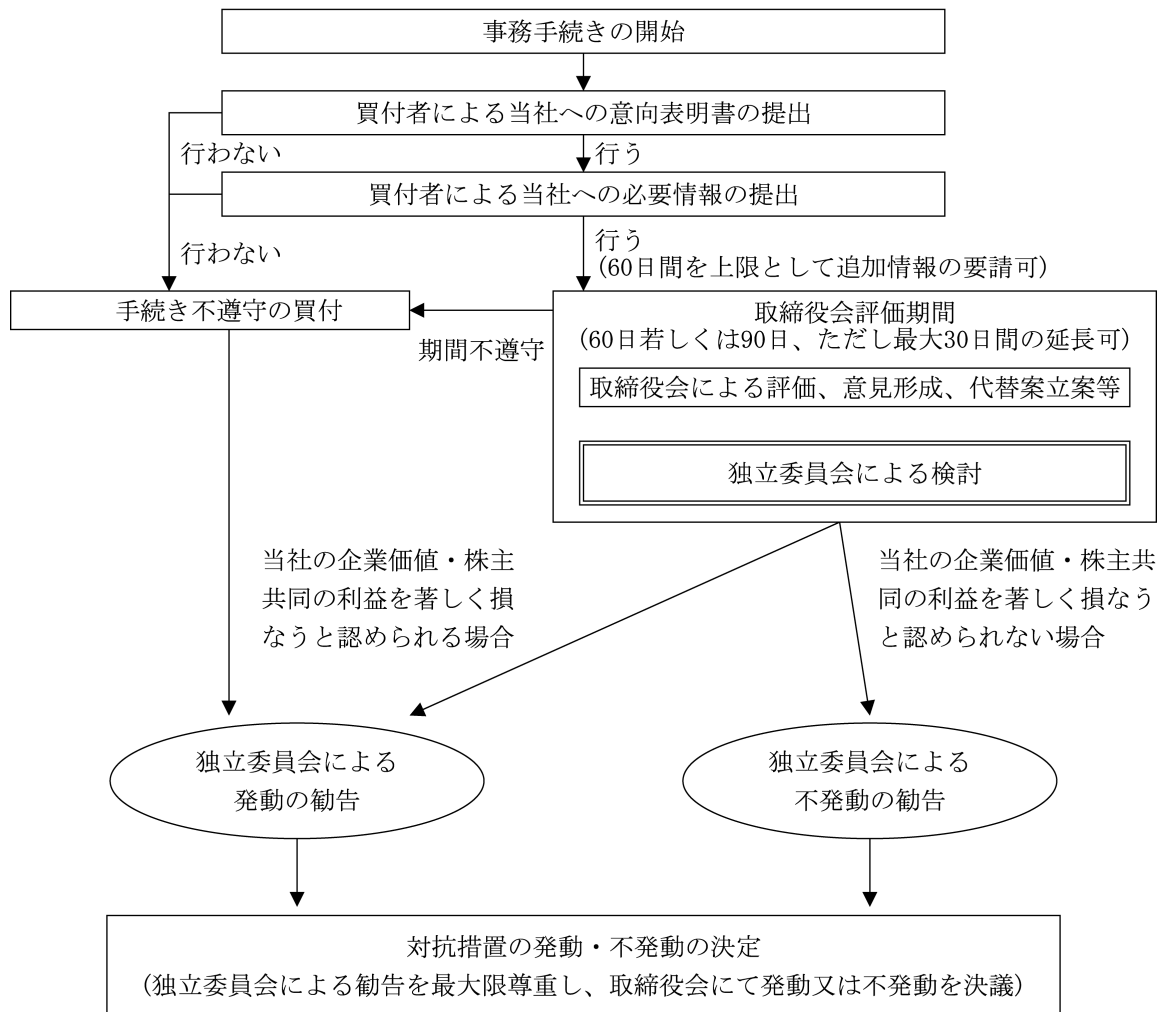 事務手続きの開始
買付者による当社への意向表明書の提出
行わない
行う
買付者による当社への必要情報の提出
行わない
行う
(60日間を上限として追加情報の要請可)
手続き不遵守の買付
期間不遵守
取締役会評価期間
(60日若しくは90日、ただし最大30日間の延長可)
取締役会による評価、意見形成、代替案立案等
独立委員会による検討
当社の企業価値・株主
共同の利益を著しく損
なうと認められる場合
当社の企業価値・株主共
同の利益を著しく損なう
と認められない場合
独立委員会による
発動の勧告
独立委員会による
不発動の勧告
対抗措置の発動・不発動の決定
(独立委員会による勧告を最大限尊重し、取締役会にて発動又は不発動を決議)